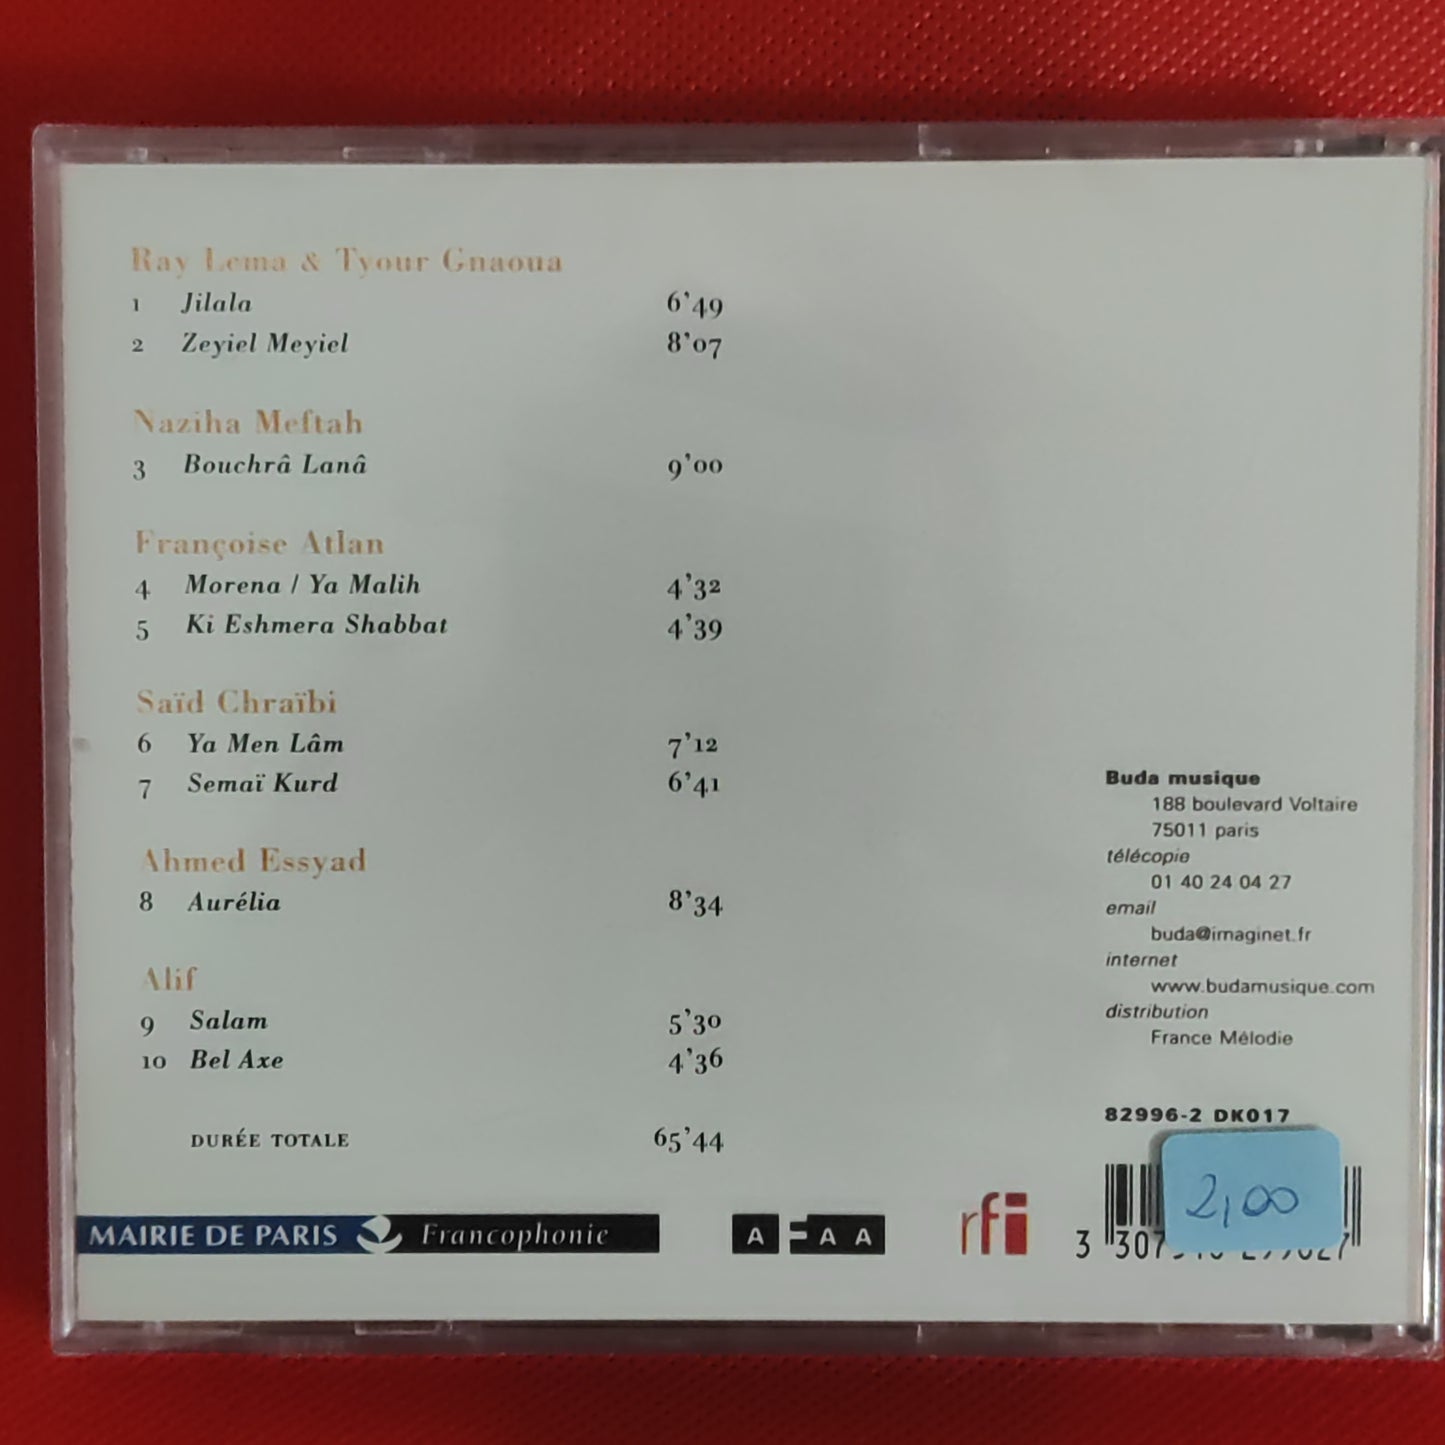 Ray Lema & Tyour Gnaoua
1 Jilala 6'49
2 Zeyiel Meyiel 8'07
Naziha Meftah
3 Bouchrâ Lanâ 9'00
Françoise Atlan
4 Morena / Ya Malih 4'32
5 Ki Eshmera Shabbat 4'39
Saïd Chraïbi
6 Ya Men Lâm 7'12
7 Semaï Kurd 6'41
Ahmed Essyad
8 Aurélia 8'34
Alif
9 Salam 5'30
10 Bel Axe 4'36
DURÉE TOTALE 65'44
Buda musique
188 boulevard Voltaire
75011 paris
télécopie
01 40 24 04 27
email
buda@imaginet.fr
internet
www.budamusique.com
distribution
France Mélodie
82996-2 DK017
2,00
MAIRIE DE PARIS Francophonie
AFAA
rfi
3 307